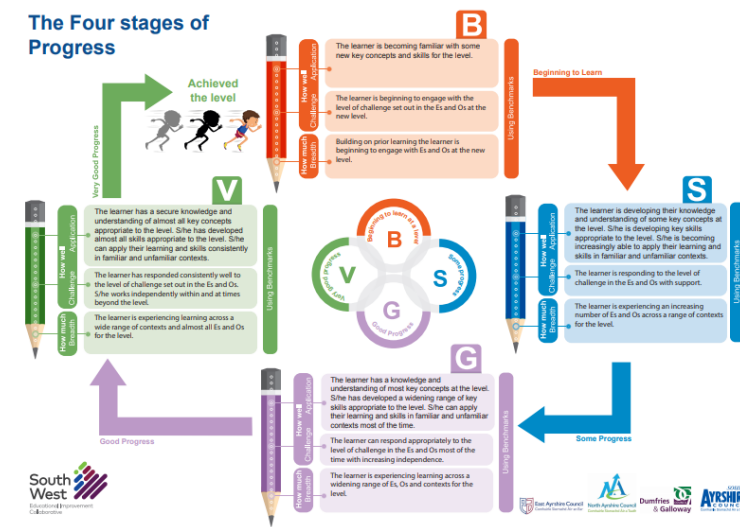 The Four stages of
Progress
Achieved
the level
Very Good Progress
B
How well
Application
Challenge
How much
Breadth
The learner is becoming familiar with some
new key concepts and skills for the level.
The learner is beginning to engage with the
level of challenge set out in the Es and Os at the
new level.
Building on prior learning the learner is
beginning to engage with Es and Os at the new
level.
Using Benchmarks
Beginning to Learn
V
How well
Application
Challenge
How much
Breadth
The learner has a secure knowledge and
understanding of almost all key concepts
appropriate to the level. S/he has developed
almost all skills appropriate to the level. S/he
can apply their learning and skills consistently
in familiar and unfamiliar contexts.
The learner has responded consistently well to
the level of challenge set out in the Es and Os.
S/he works independently within and at times
beyond the level.
The learner is experiencing learning across a
wide range of contexts and almost all Es and Os
for the level.
Using Benchmarks
Beginning to learn at a level
B
Some progress
S
Good Progress
G
Very good progress
V
S
How well
Application
Challenge
How much
Breadth
The learner is developing their knowledge
and understanding of some key concepts at
the level. S/he is developing key skills
appropriate to the level. S/he is becoming
increasingly able to apply their learning and
skills in familiar and unfamiliar contexts.
The learner is responding to the level of
challenge in the Es and Os with support.
The learner is experiencing an increasing
number of Es and Os across a range of contexts
for the level.
Using Benchmarks
Some Progress
G
How well
Application
Challenge
How much
Breadth
The learner has a knowledge and
understanding of most key concepts at the level.
S/he has developed a widening range of key
skills appropriate to the level. S/he can apply
their learning and skills in familiar and unfamiliar
contexts most of the time.
The learner can respond appropriately to the
level of challenge in the Es and Os most of the
time with increasing independence.
The learner is experiencing learning across a
widening range of Es, Os and contexts for the
level.
Using Benchmarks
Good Progress
South
West
Educational Improvement
Collaborative
East Ayrshire Council
North Ayrshire Council
Dumfries
& Galloway
AYRSHI
COUNC